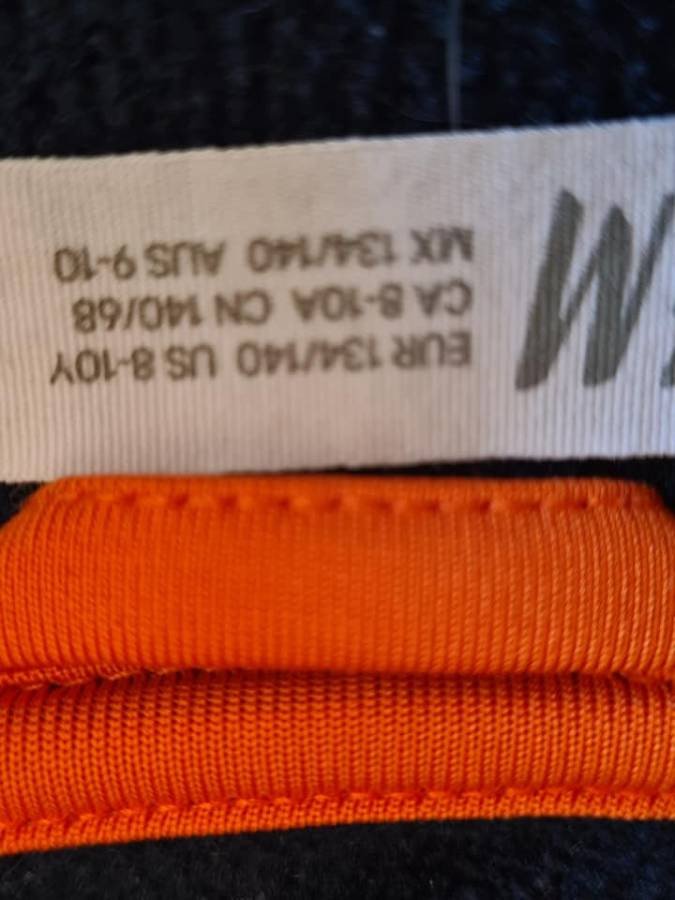 EUR 134/140 US 8-10Y
CA 8-10A CN 140/68
MX 134/140 AUS 9-10